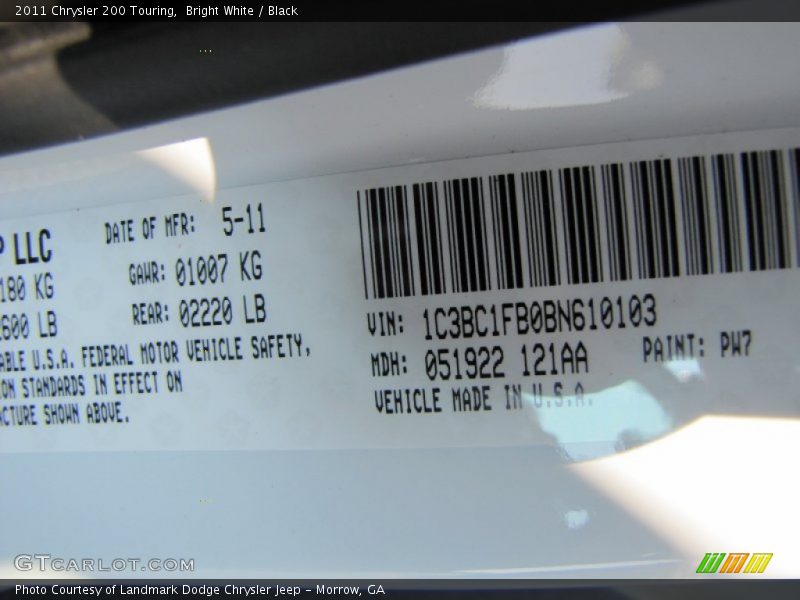 2011 Chrysler 200 Touring,  Bright White / Black
LLC
DATE OF MFR: 5-11
180 KG
GAWR: 01007 KG
600 LB
REAR: 02220 LB
ABLE U.S.A. FEDERAL MOTOR VEHICLE SAFETY,
ON STANDARDS IN EFFECT ON
ACTURE SHOWN ABOVE.
VIN: 1C3BC1FB0BN610103
MDH: 051922 121AA
PAINT: PW7
VEHICLE MADE IN U.S.A.
GTCARLOT.COM
Photo Courtesy of Landmark Dodge Chrysler Jeep - Morrow, GA